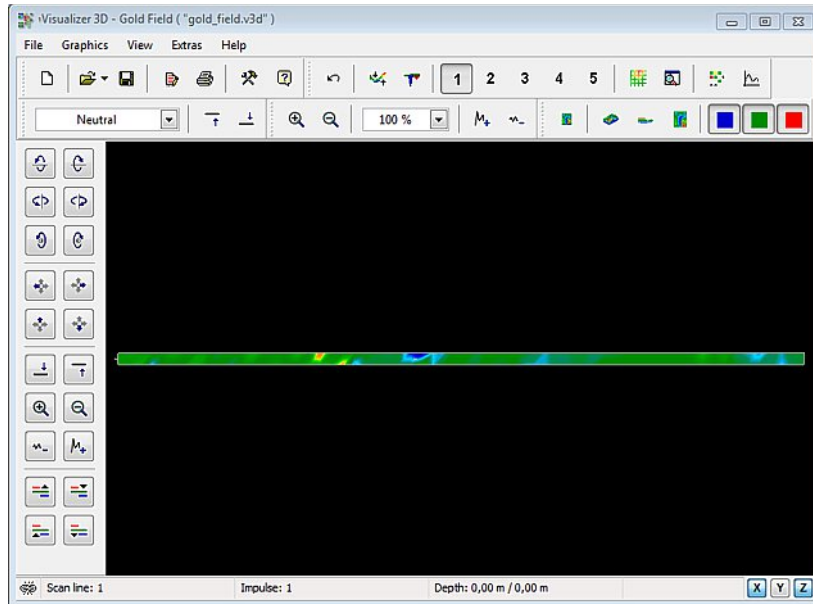 Visualizer 3D - Gold Field ( "gold_field.v3d" )
File Graphics View Extras Help
1 2 3 4 5
Neutral 100 %
Scan line: 1 Impulse: 1 Depth: 0,00 m / 0,00 m X Y Z